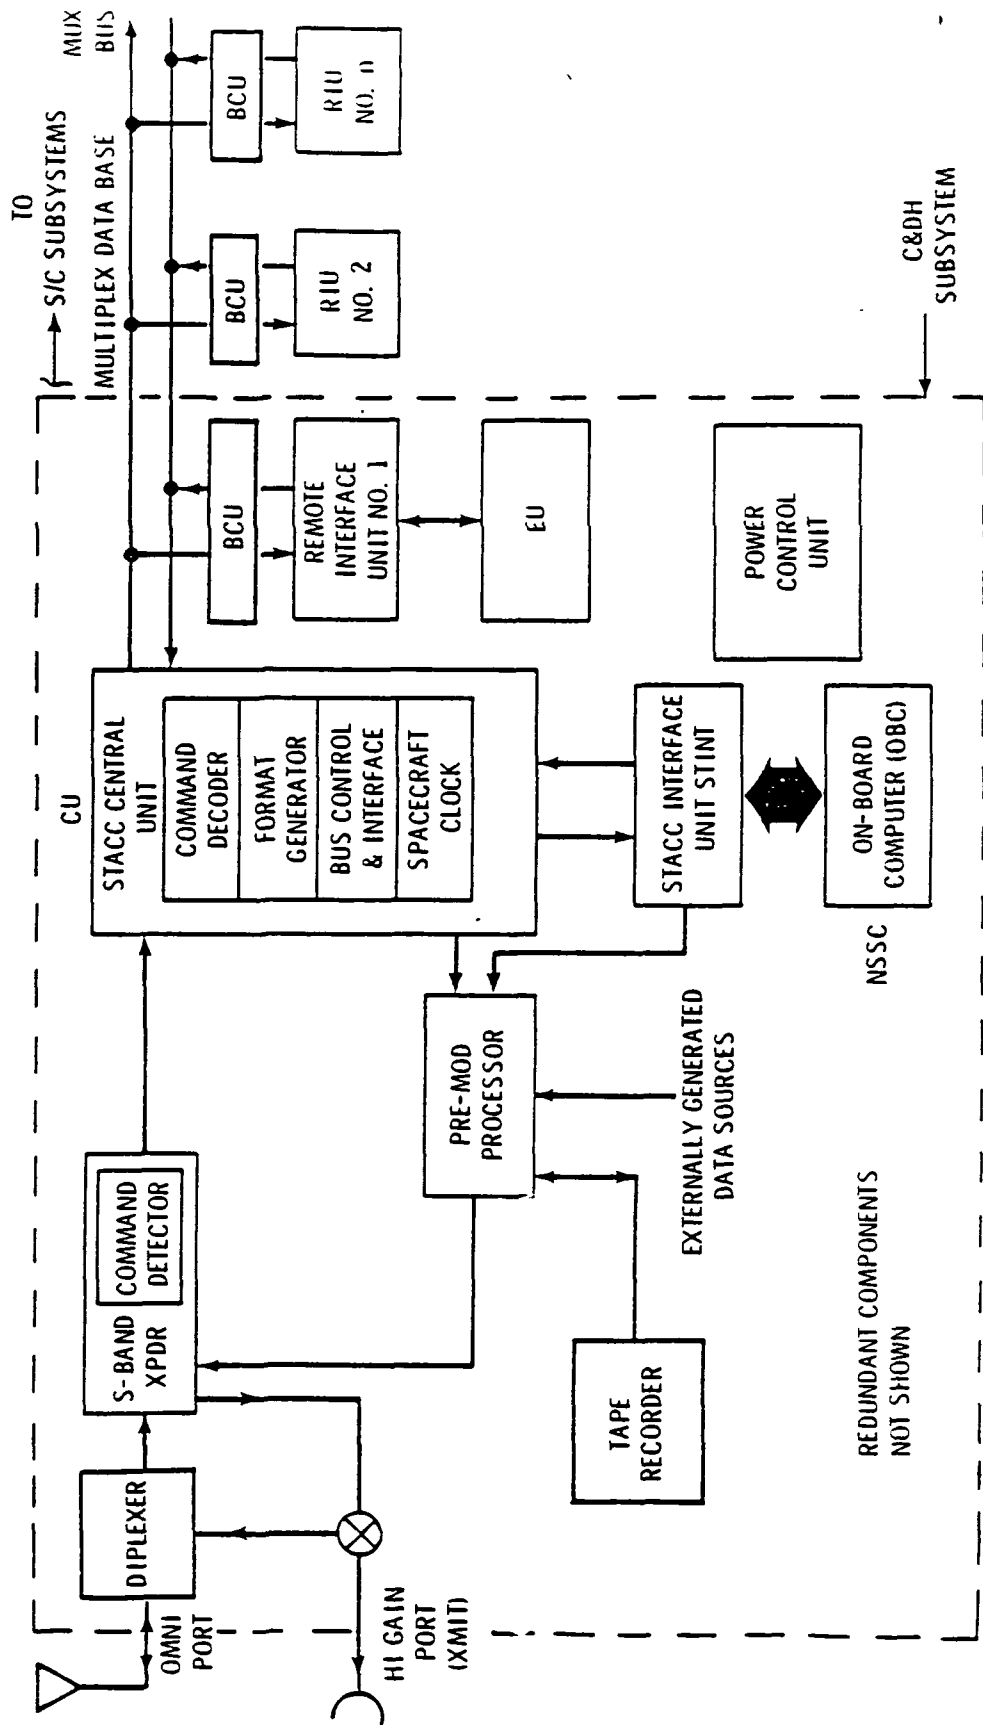 TO
S/C SUBSYSTEMS
MULTIPLEX DATA BASE
MUX
BUS
CU
STACC CENTRAL
UNIT
COMMAND
DECODER
FORMAT
GENERATOR
BUS CONTROL
& INTERFACE
SPACECRAFT
CLOCK
S-BAND
XPDR
COMMAND
DETECTOR
DIPLEXER
OMNI
PORT
HI GAIN
PORT
(XMIT)
BCU
REMOTE
INTERFACE
UNIT NO. 1
EU
BCU
RIU
NO. 2
BCU
RIU
NO. n
PRE-MOD
PROCESSOR
STACC INTERFACE
UNIT STINT
ON-BOARD
COMPUTER (OBC)
NSSC
POWER
CONTROL
UNIT
C&DH
SUBSYSTEM
EXTERNALLY GENERATED
DATA SOURCES
TAPE
RECORDER
REDUNDANT COMPONENTS
NOT SHOWN